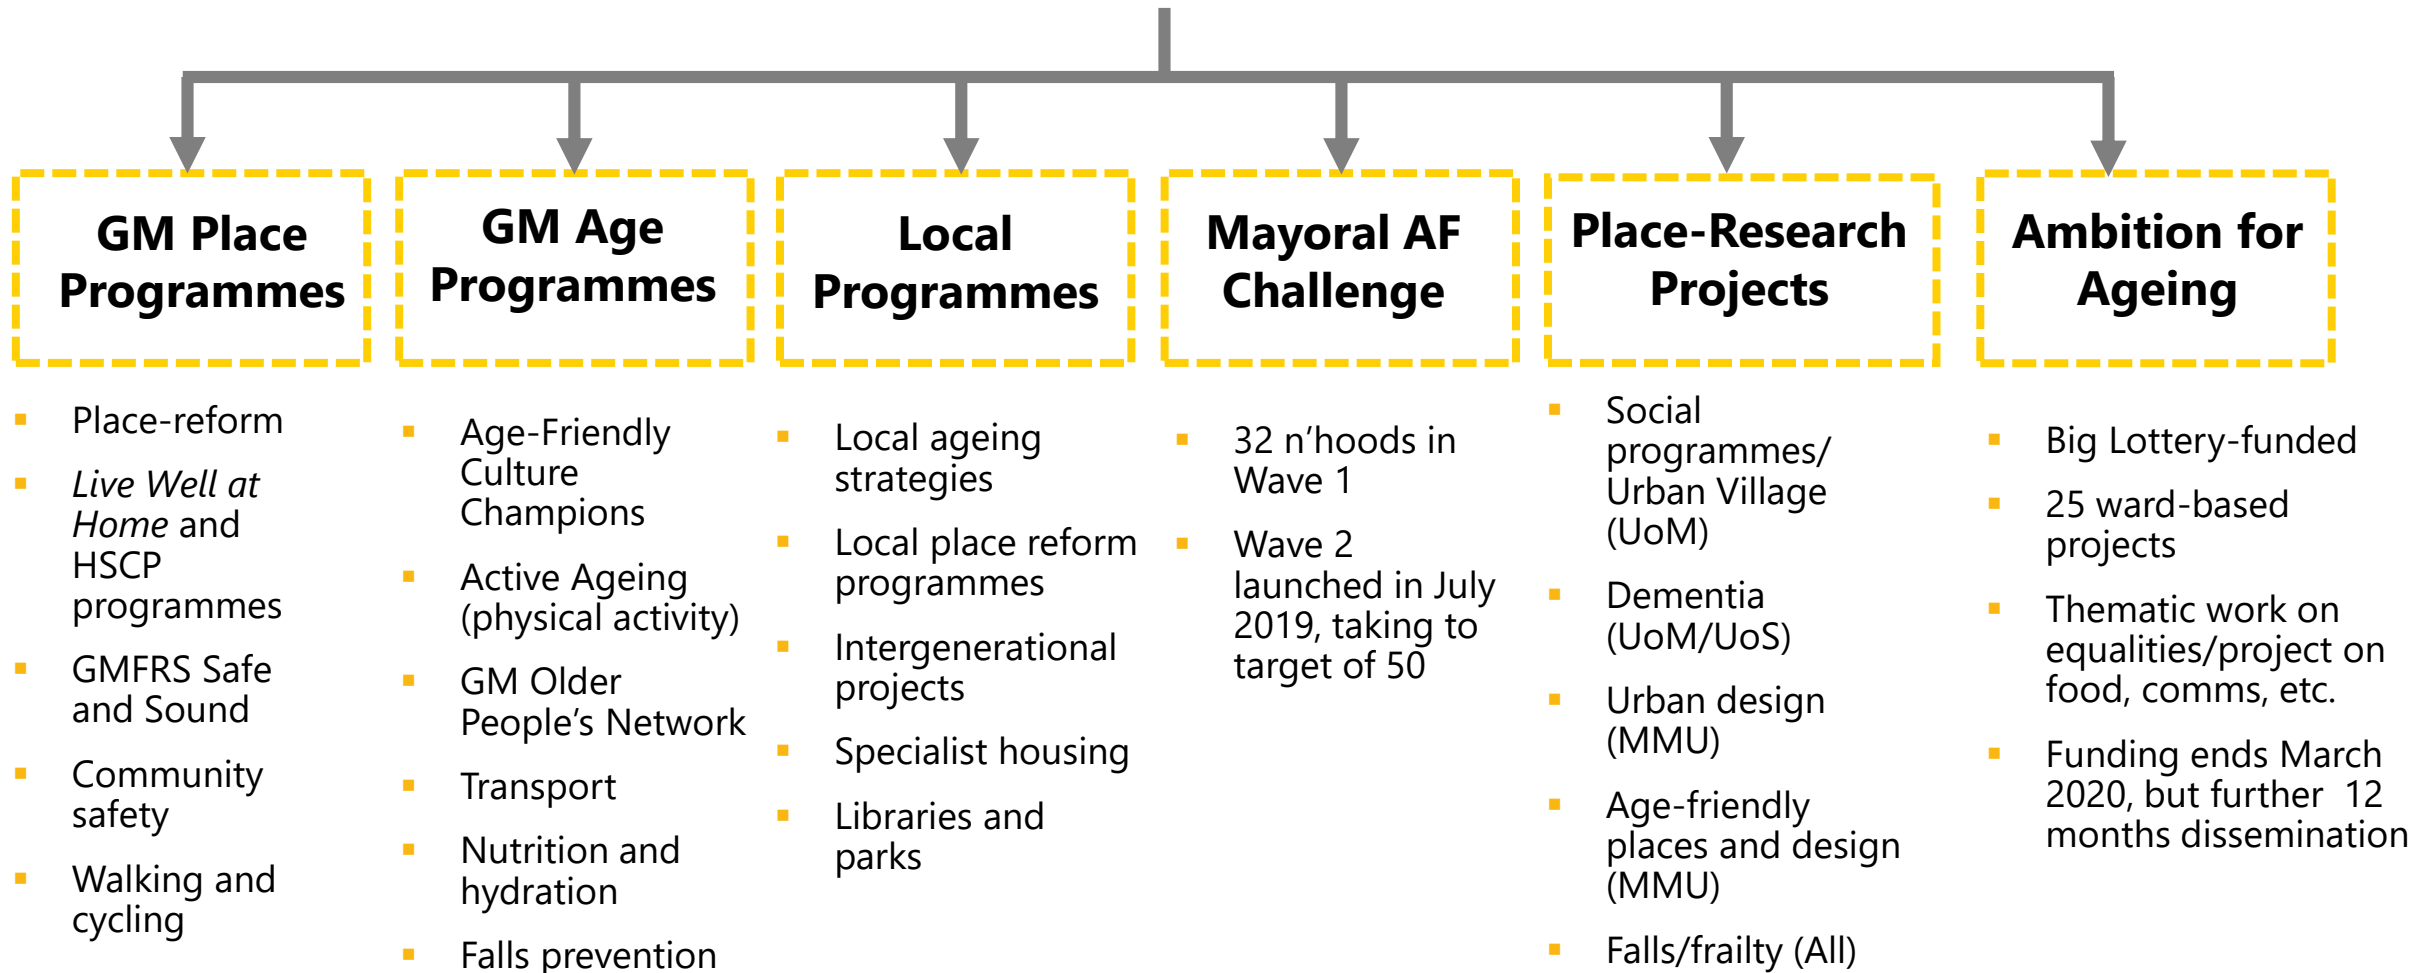 GM Place
Programmes
Place-reform
Live Well at
Home and
HSCP
programmes
GMFRS Safe
and Sound
Community
safety
Walking and
cycling
GM Age
Programmes
Age-Friendly
Culture
Champions
Active Ageing
(physical activity)
GM Older
People’s Network
Transport
Nutrition and
hydration
Falls prevention
Local
Programmes
Local ageing
strategies
Local place reform
programmes
Intergenerational
projects
Specialist housing
Libraries and
parks
Mayoral AF
Challenge
32 n’hoods in
Wave 1
Wave 2
launched in July
2019, taking to
target of 50
Place-Research
Projects
Social
programmes/
Urban Village
(UoM)
Dementia
(UoM/UoS)
Urban design
(MMU)
Age-friendly
places and design
(MMU)
Falls/frailty (All)
Ambition for
Ageing
Big Lottery-funded
25 ward-based
projects
Thematic work on
equalities/project on
food, comms, etc.
Funding ends March
2020, but further 12
months dissemination